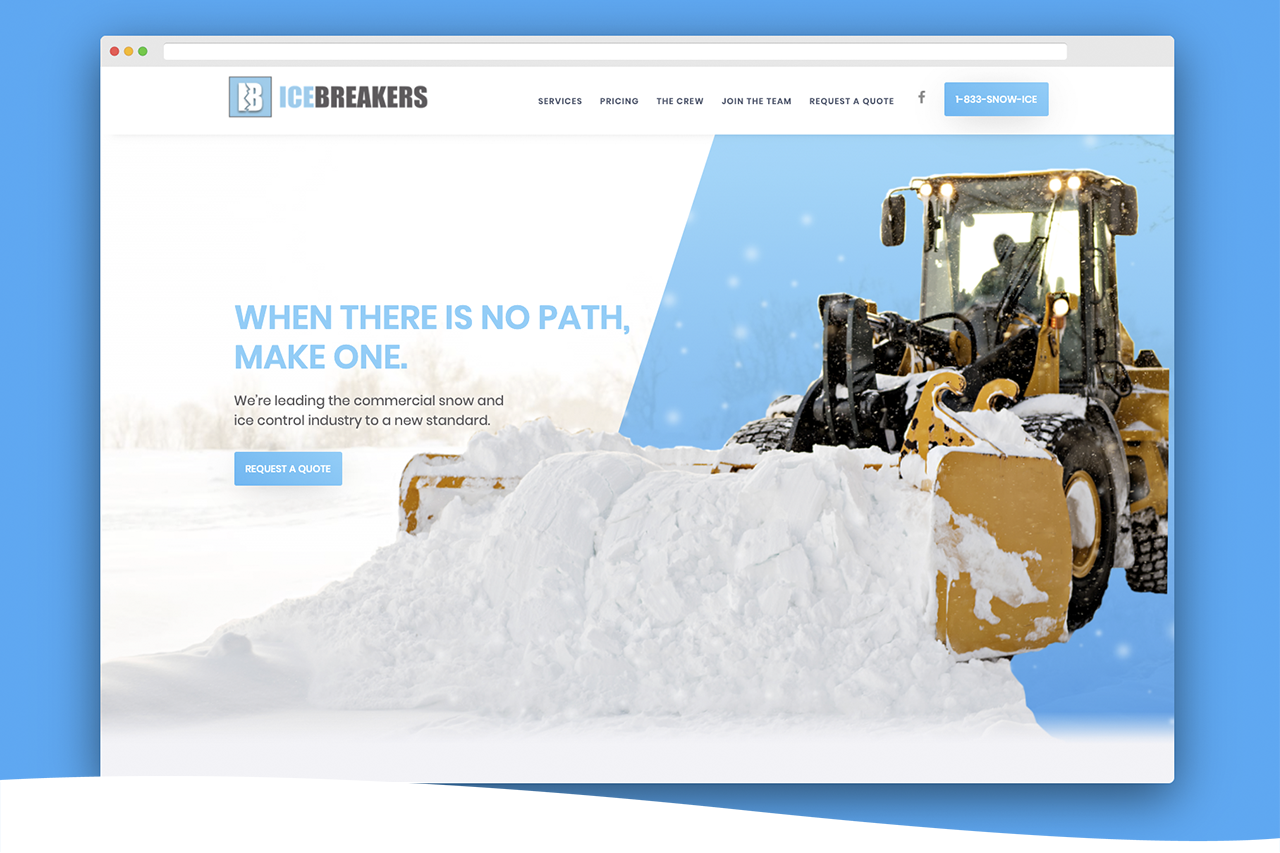 IB ICEBREAKERS
SERVICES PRICING THE CREW JOIN THE TEAM REQUEST A QUOTE f 1-833-SNOW-ICE
WHEN THERE IS NO PATH,
MAKE ONE.
We're leading the commercial snow and
ice control industry to a new standard.
REQUEST A QUOTE